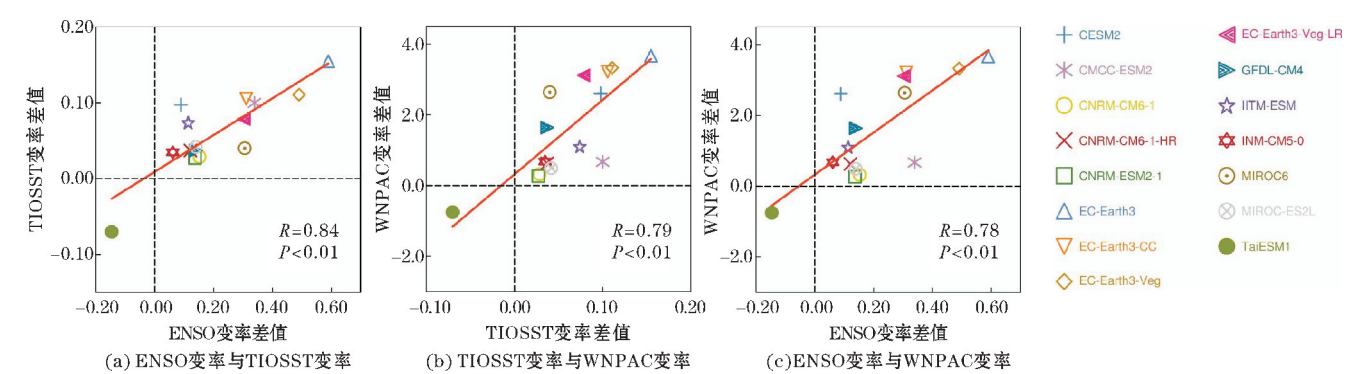 0.20
0.10
0.00
−0.10
TIOSST变率差值
−0.20
0.00
0.20
0.40
0.60
ENSO变率差值
R=0.84
P<0.01
(a) ENSO变率与TIOSST变率
4.0
2.0
0.0
−2.0
WNPAC变率差值
−0.10
0.00
0.10
0.20
TIOSST变率差值
R=0.79
P<0.01
(b) TIOSST变率与WNPAC变率
4.0
2.0
0.0
−2.0
WNPAC变率差值
−0.20
0.00
0.20
0.40
0.60
ENSO变率差值
R=0.78
P<0.01
(c)ENSO变率与WNPAC变率
CESM2
CMCC-ESM2
CNRM-CM6-1
CNRM-CM6-1-HR
CNRM-ESM2-1
EC-Earth3
EC-Earth3-CC
EC-Earth3-Veg
EC-Earth3-Veg-LR
GFDL-CM4
IITM-ESM
INM-CM5-0
MIROC6
MIROC-ES2L
TaiESM1